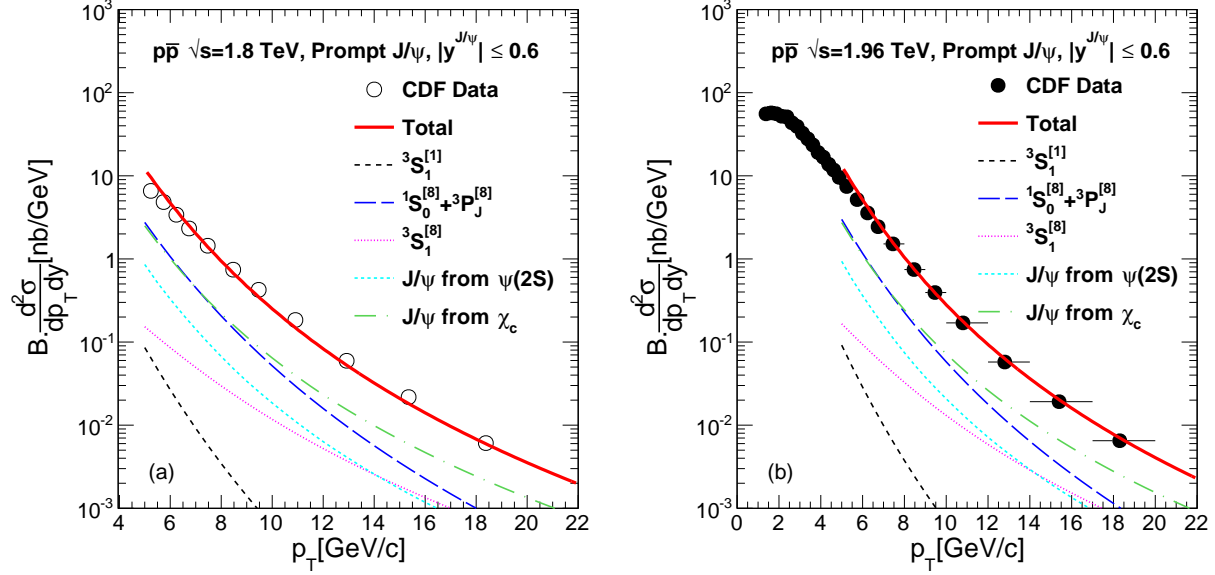 pp̅ √s=1.8 TeV, Prompt J/ψ, |y^{J/ψ}| ≤ 0.6
CDF Data
Total
³S₁^{[1]}
¹S₀^{[8]}+³P_J^{[8]}
³S₁^{[8]}
J/ψ from ψ(2S)
J/ψ from χ_c
B·d²σ/dp_Tdy[nb/GeV]
10³
10²
10
1
10⁻¹
10⁻²
10⁻³
(a)
4 6 8 10 12 14 16 18 20 22
p_T[GeV/c]
pp̅ √s=1.96 TeV, Prompt J/ψ, |y^{J/ψ}| ≤ 0.6
CDF Data
Total
³S₁^{[1]}
¹S₀^{[8]}+³P_J^{[8]}
³S₁^{[8]}
J/ψ from ψ(2S)
J/ψ from χ_c
B·d²σ/dp_Tdy[nb/GeV]
10³
10²
10
1
10⁻¹
10⁻²
10⁻³
(b)
0 2 4 6 8 10 12 14 16 18 20 22
p_T[GeV/c]